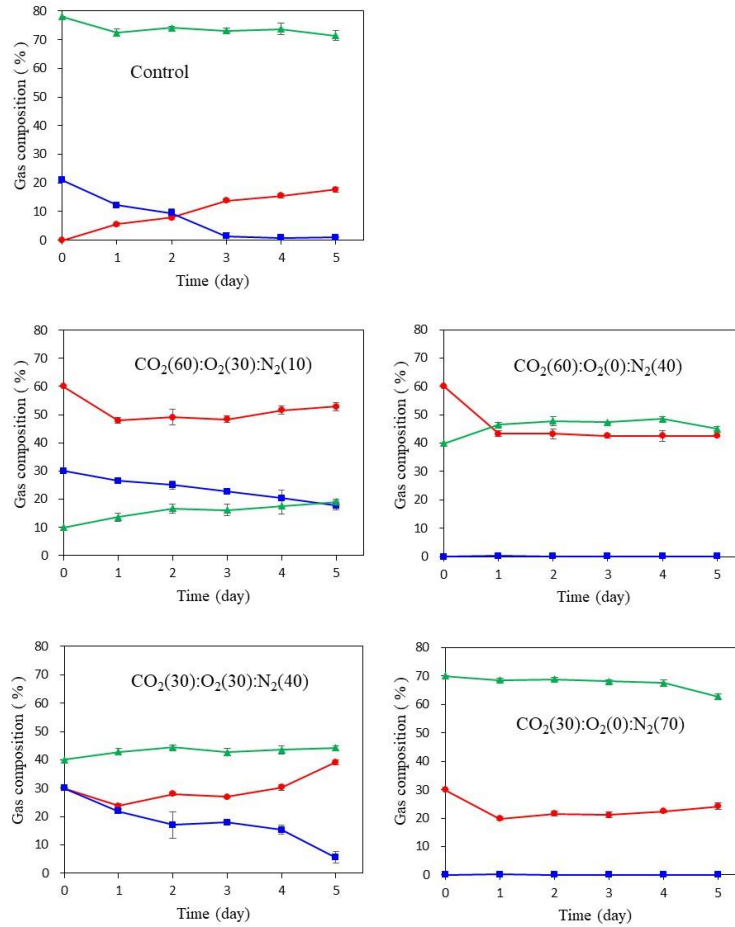 80
70
60
50
40
30
20
10
0
Gas composition ( % )
Control
0 1 2 3 4 5
Time (day)
80
70
60
50
40
30
20
10
0
Gas composition ( % )
CO₂(60):O₂(30):N₂(10)
0 1 2 3 4 5
Time (day)
80
70
60
50
40
30
20
10
0
Gas composition ( % )
CO₂(60):O₂(0):N₂(40)
0 1 2 3 4 5
Time (day)
80
70
60
50
40
30
20
10
0
Gas composition ( % )
CO₂(30):O₂(30):N₂(40)
0 1 2 3 4 5
Time (day)
80
70
60
50
40
30
20
10
0
Gas composition ( % )
CO₂(30):O₂(0):N₂(70)
0 1 2 3 4 5
Time (day)